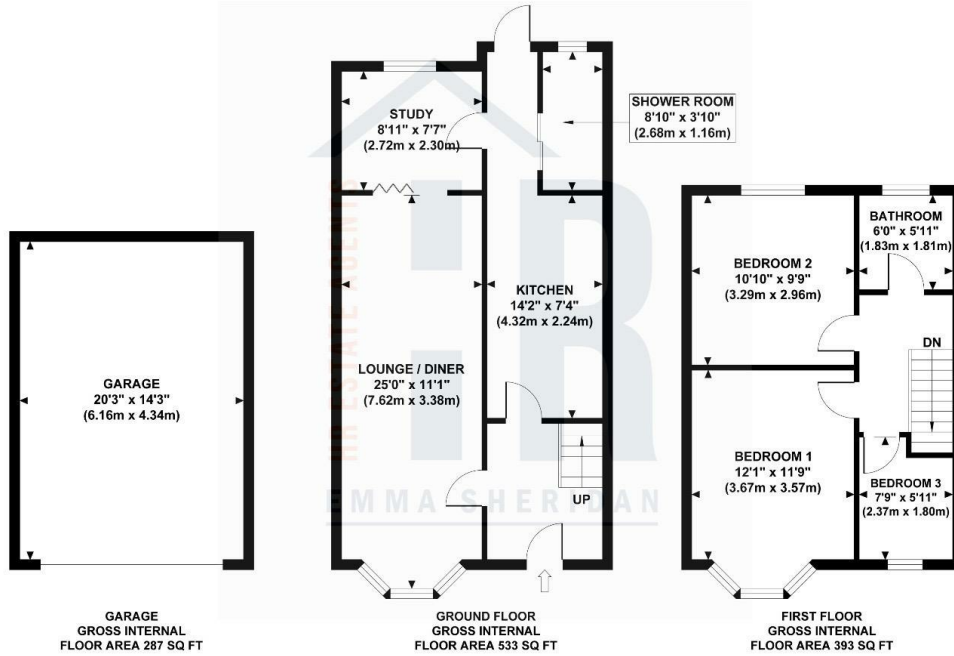 GARAGE
20'3" x 14'3"
(6.16m x 4.34m)
GARAGE
GROSS INTERNAL
FLOOR AREA 287 SQ FT
STUDY
8'11" x 7'7"
(2.72m x 2.30m)
SHOWER ROOM
8'10" x 3'10"
(2.68m x 1.16m)
KITCHEN
14'2" x 7'4"
(4.32m x 2.24m)
LOUNGE / DINER
25'0" x 11'1"
(7.62m x 3.38m)
UP
HR ESTATE AGENTS
HR
EMMA SHERIDAN
GROUND FLOOR
GROSS INTERNAL
FLOOR AREA 533 SQ FT
BATHROOM
6'0" x 5'11"
(1.83m x 1.81m)
BEDROOM 2
10'10" x 9'9"
(3.29m x 2.96m)
DN
BEDROOM 1
12'1" x 11'9"
(3.67m x 3.57m)
BEDROOM 3
7'9" x 5'11"
(2.37m x 1.80m)
FIRST FLOOR
GROSS INTERNAL
FLOOR AREA 393 SQ FT